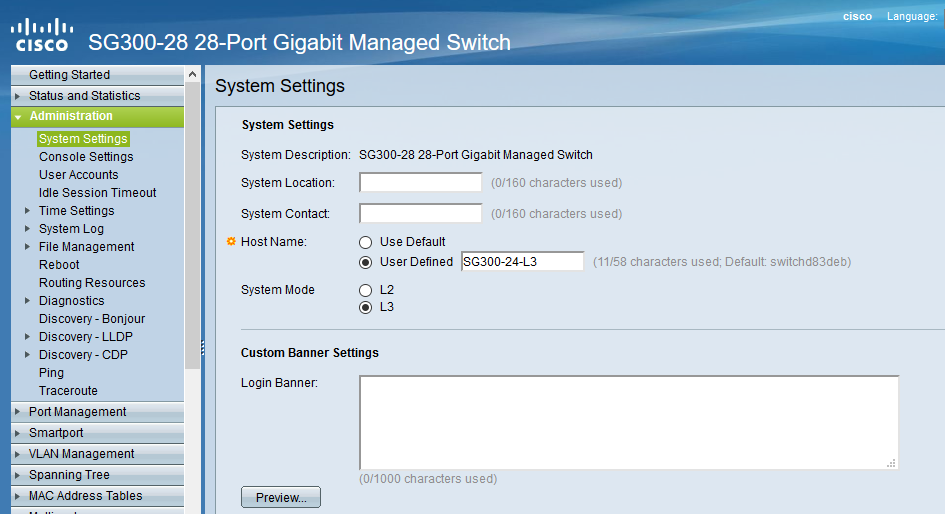 cisco Language:
CISCO SG300-28 28-Port Gigabit Managed Switch
Getting Started
Status and Statistics
Administration
System Settings
Console Settings
User Accounts
Idle Session Timeout
Time Settings
System Log
File Management
Reboot
Routing Resources
Diagnostics
Discovery - Bonjour
Discovery - LLDP
Discovery - CDP
Ping
Traceroute
Port Management
Smartport
VLAN Management
Spanning Tree
MAC Address Tables
System Settings
System Settings
System Description: SG300-28 28-Port Gigabit Managed Switch
System Location: (0/160 characters used)
System Contact: (0/160 characters used)
Host Name: Use Default
User Defined SG300-24-L3 (11/58 characters used; Default: switchd83deb)
System Mode L2
L3
Custom Banner Settings
Login Banner:
(0/1000 characters used)
Preview...